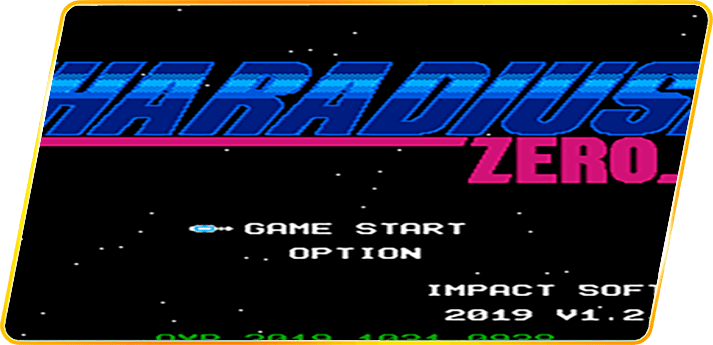 HARADIUS
ZERO
GAME START
OPTION
IMPACT SOFT
2019 V1.2